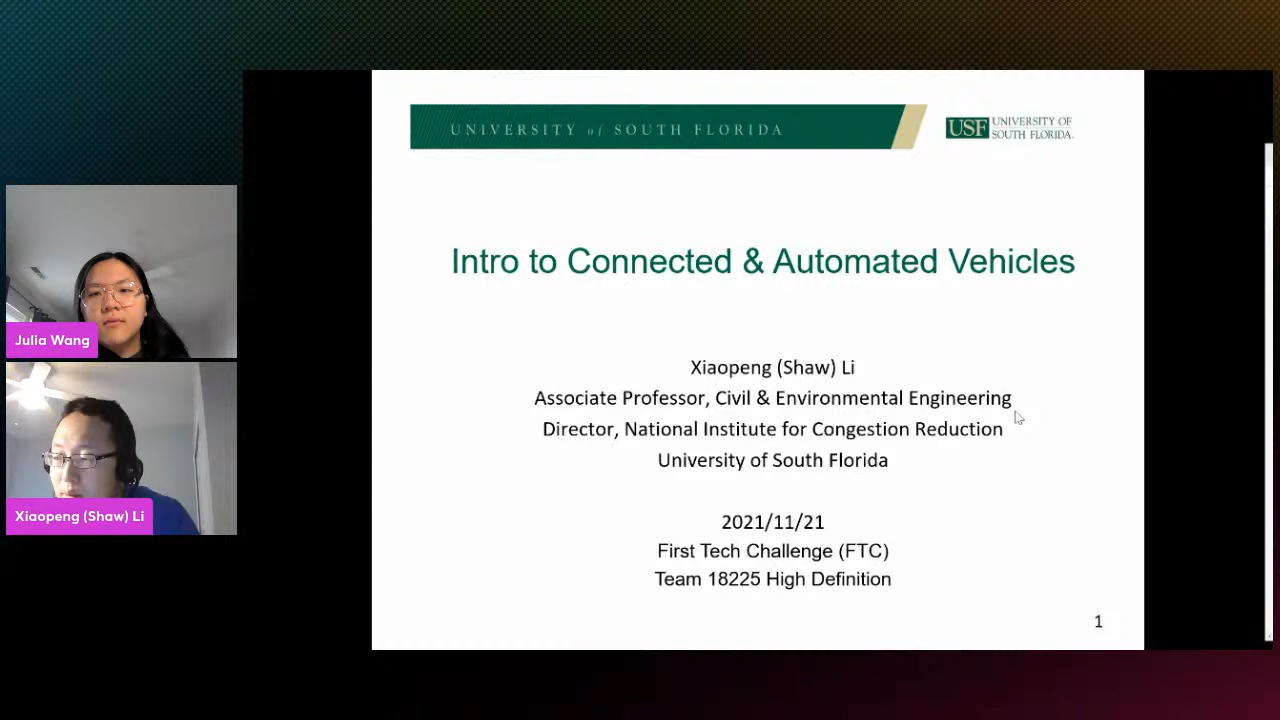 UNIVERSITY of SOUTH FLORIDA
USF UNIVERSITY OF
SOUTH FLORIDA.
Intro to Connected & Automated Vehicles
Julia Wang
Xiaopeng (Shaw) Li
Xiaopeng (Shaw) Li
Associate Professor, Civil & Environmental Engineering
Director, National Institute for Congestion Reduction
University of South Florida
2021/11/21
First Tech Challenge (FTC)
Team 18225 High Definition
1